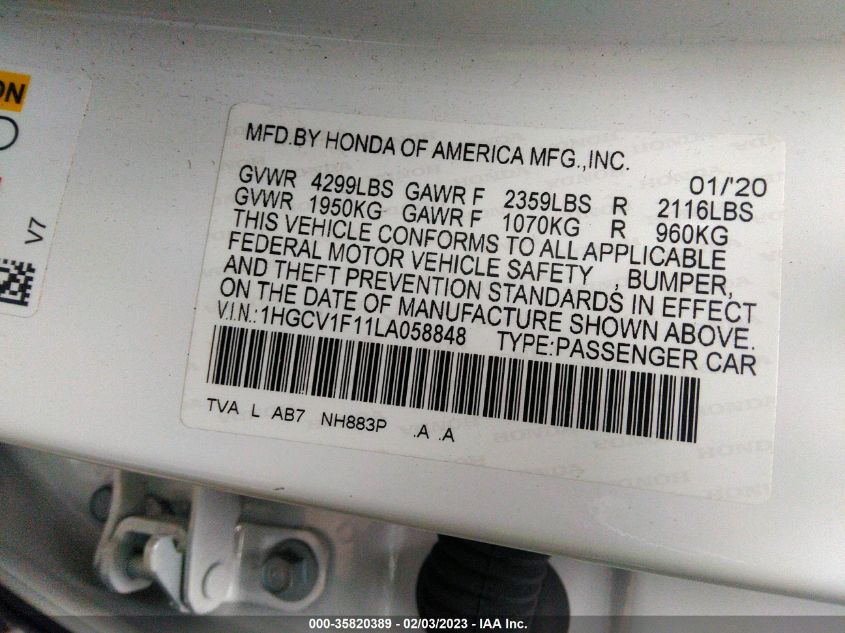 ON
V7
MFD.BY HONDA OF AMERICA MFG.,INC.
01/'20
GVWR 4299LBS GAWR F 2359LBS R 2116LBS
GVWR 1950KG GAWR F 1070KG R 960KG
THIS VEHICLE CONFORMS TO ALL APPLICABLE
FEDERAL MOTOR VEHICLE SAFETY , BUMPER,
AND THEFT PREVENTION STANDARDS IN EFFECT
ON THE DATE OF MANUFACTURE SHOWN ABOVE.
V.I.N.:1HGCV1F11LA058848 TYPE:PASSENGER CAR
TVA L AB7 NH883P .A .A
000-35820389 - 02/03/2023 - IAA Inc.